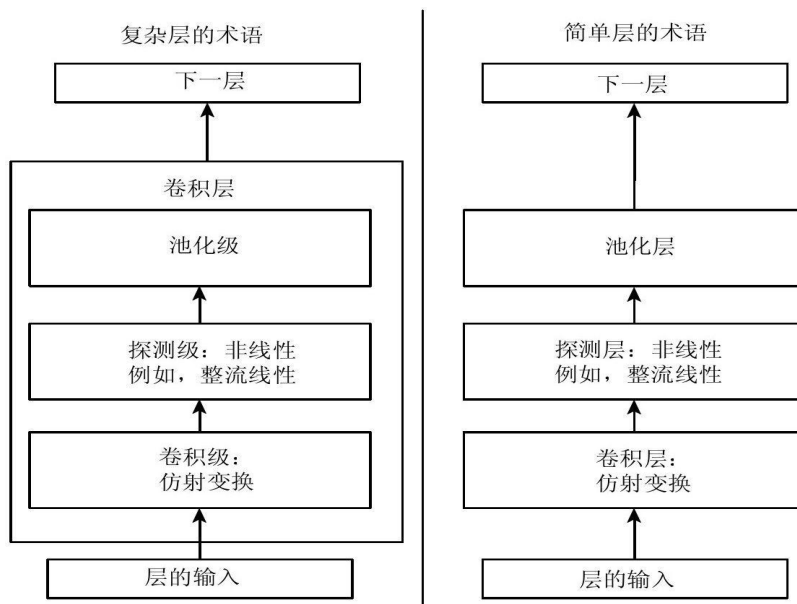 复杂层的术语
下一层
卷积层
池化级
探测级：非线性
例如，整流线性
卷积级：
仿射变换
层的输入
简单层的术语
下一层
池化层
探测层：非线性
例如，整流线性
卷积层：
仿射变换
层的输入